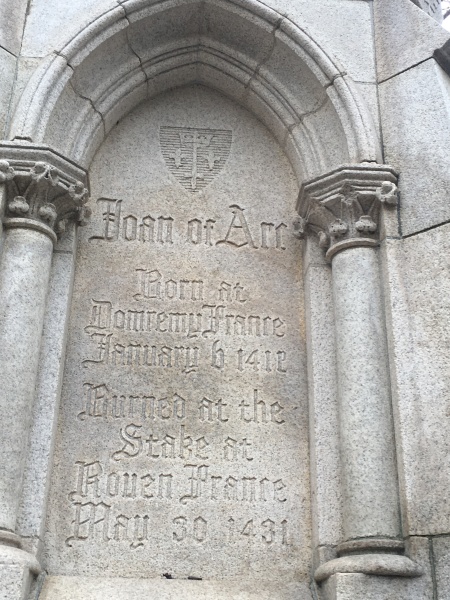 Joan of Arc
Born at
Domremy France
January 6 1412
Burned at the
Stake at
Rouen France
May 30 1431